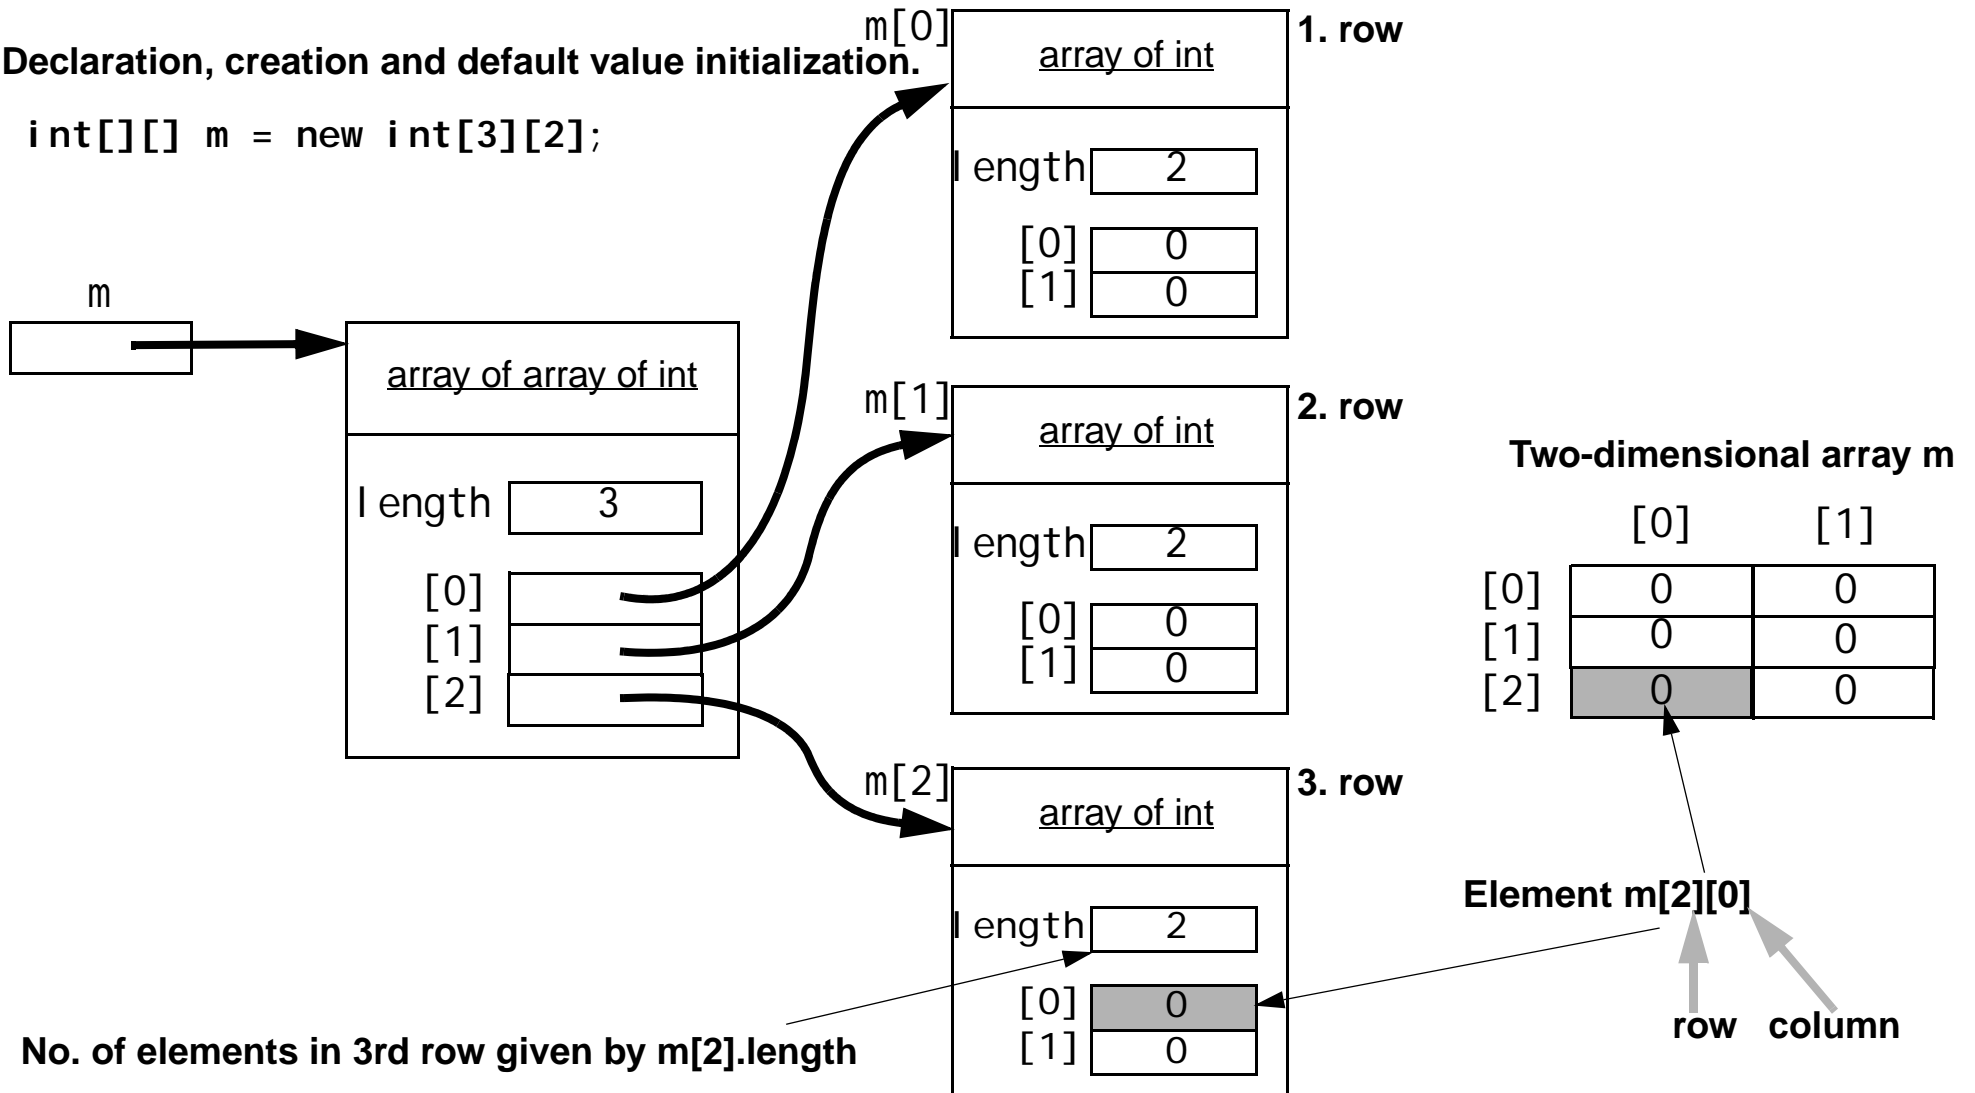 Declaration, creation and default value initialization.
int[][] m = new int[3][2];
m
array of array of int
length 3
[0]
[1]
[2]
m[0] 1. row
array of int
length 2
[0] 0
[1] 0
m[1] 2. row
array of int
length 2
[0] 0
[1] 0
m[2] 3. row
array of int
length 2
[0] 0
[1] 0
No. of elements in 3rd row given by m[2].length
Two-dimensional array m
[0] [1]
[0] 0 0
[1] 0 0
[2] 0 0
Element m[2][0]
row column